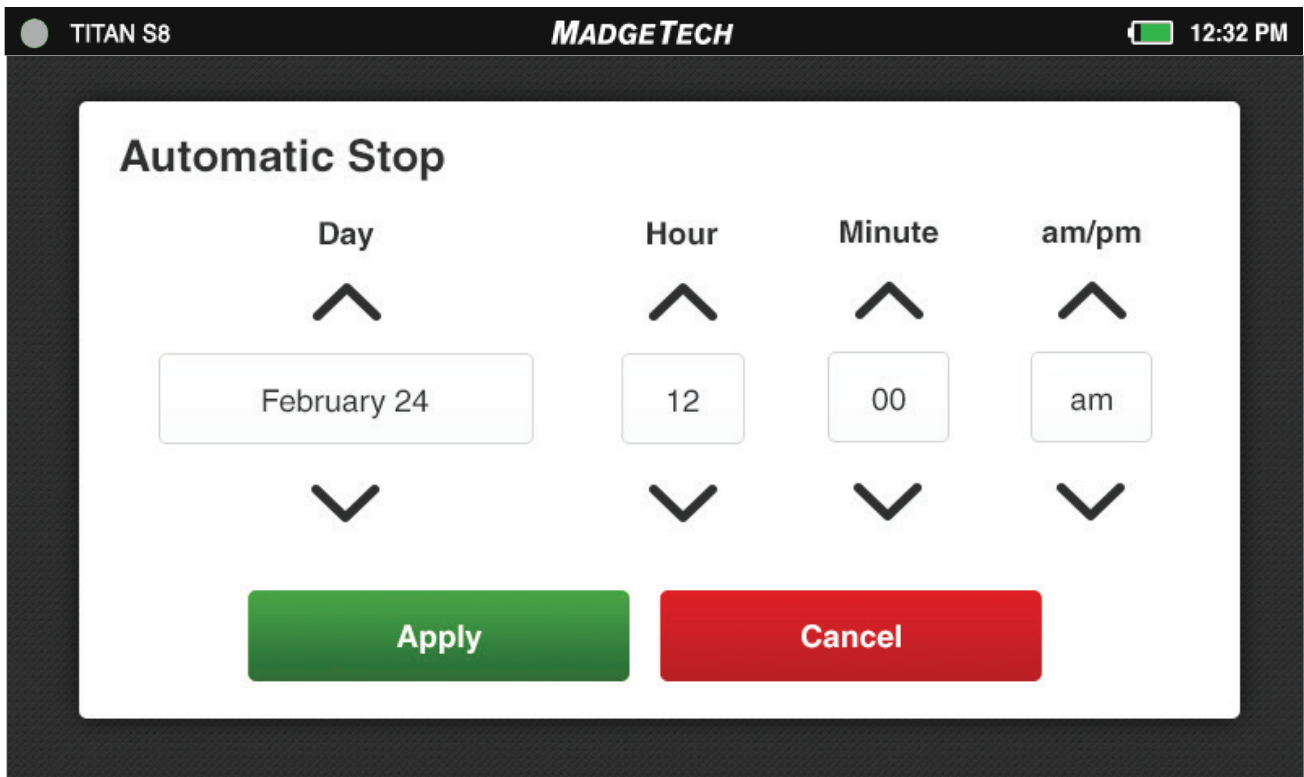 TITAN S8 MADGETECH 12:32 PM
Automatic Stop
Day Hour Minute am/pm
February 24 12 00 am
Apply Cancel